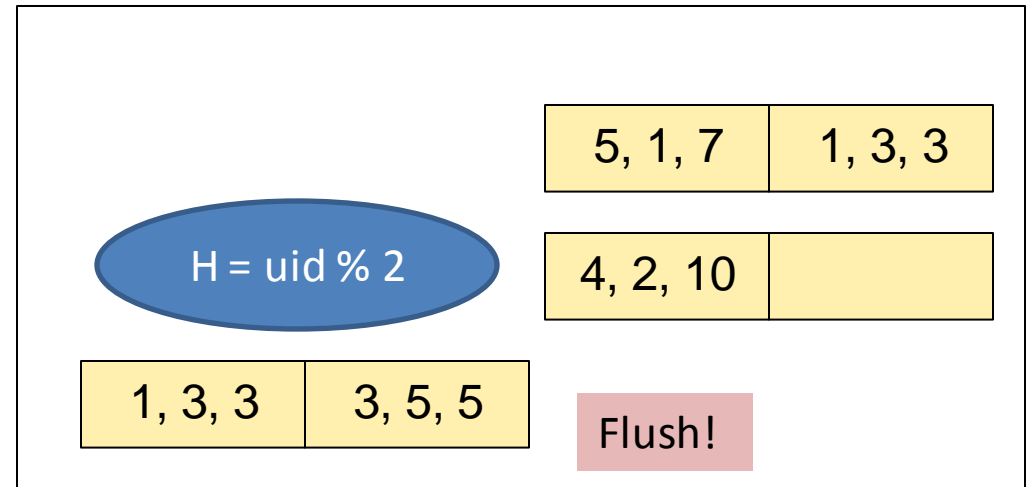 5, 1, 7 1, 3, 3
H = uid % 2
4, 2, 10
1, 3, 3 3, 5, 5
Flush!